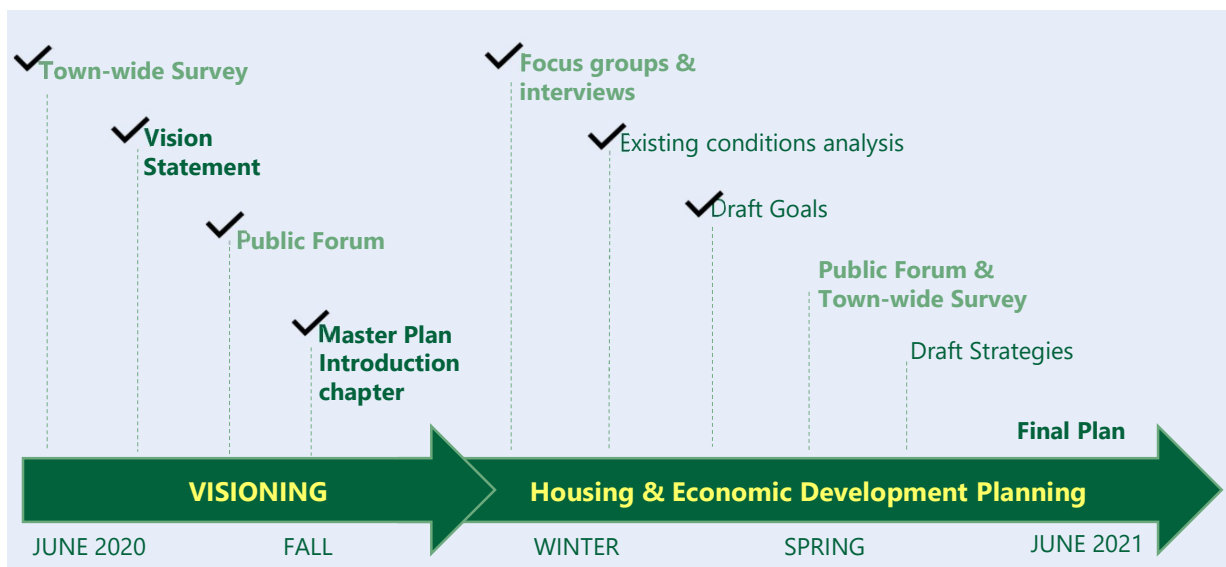 Town-wide Survey
Vision
Statement
Public Forum
Master Plan
Introduction
chapter
Focus groups &
interviews
Existing conditions analysis
Draft Goals
Public Forum &
Town-wide Survey
Draft Strategies
Final Plan
VISIONING
Housing & Economic Development Planning
JUNE 2020
FALL
WINTER
SPRING
JUNE 2021